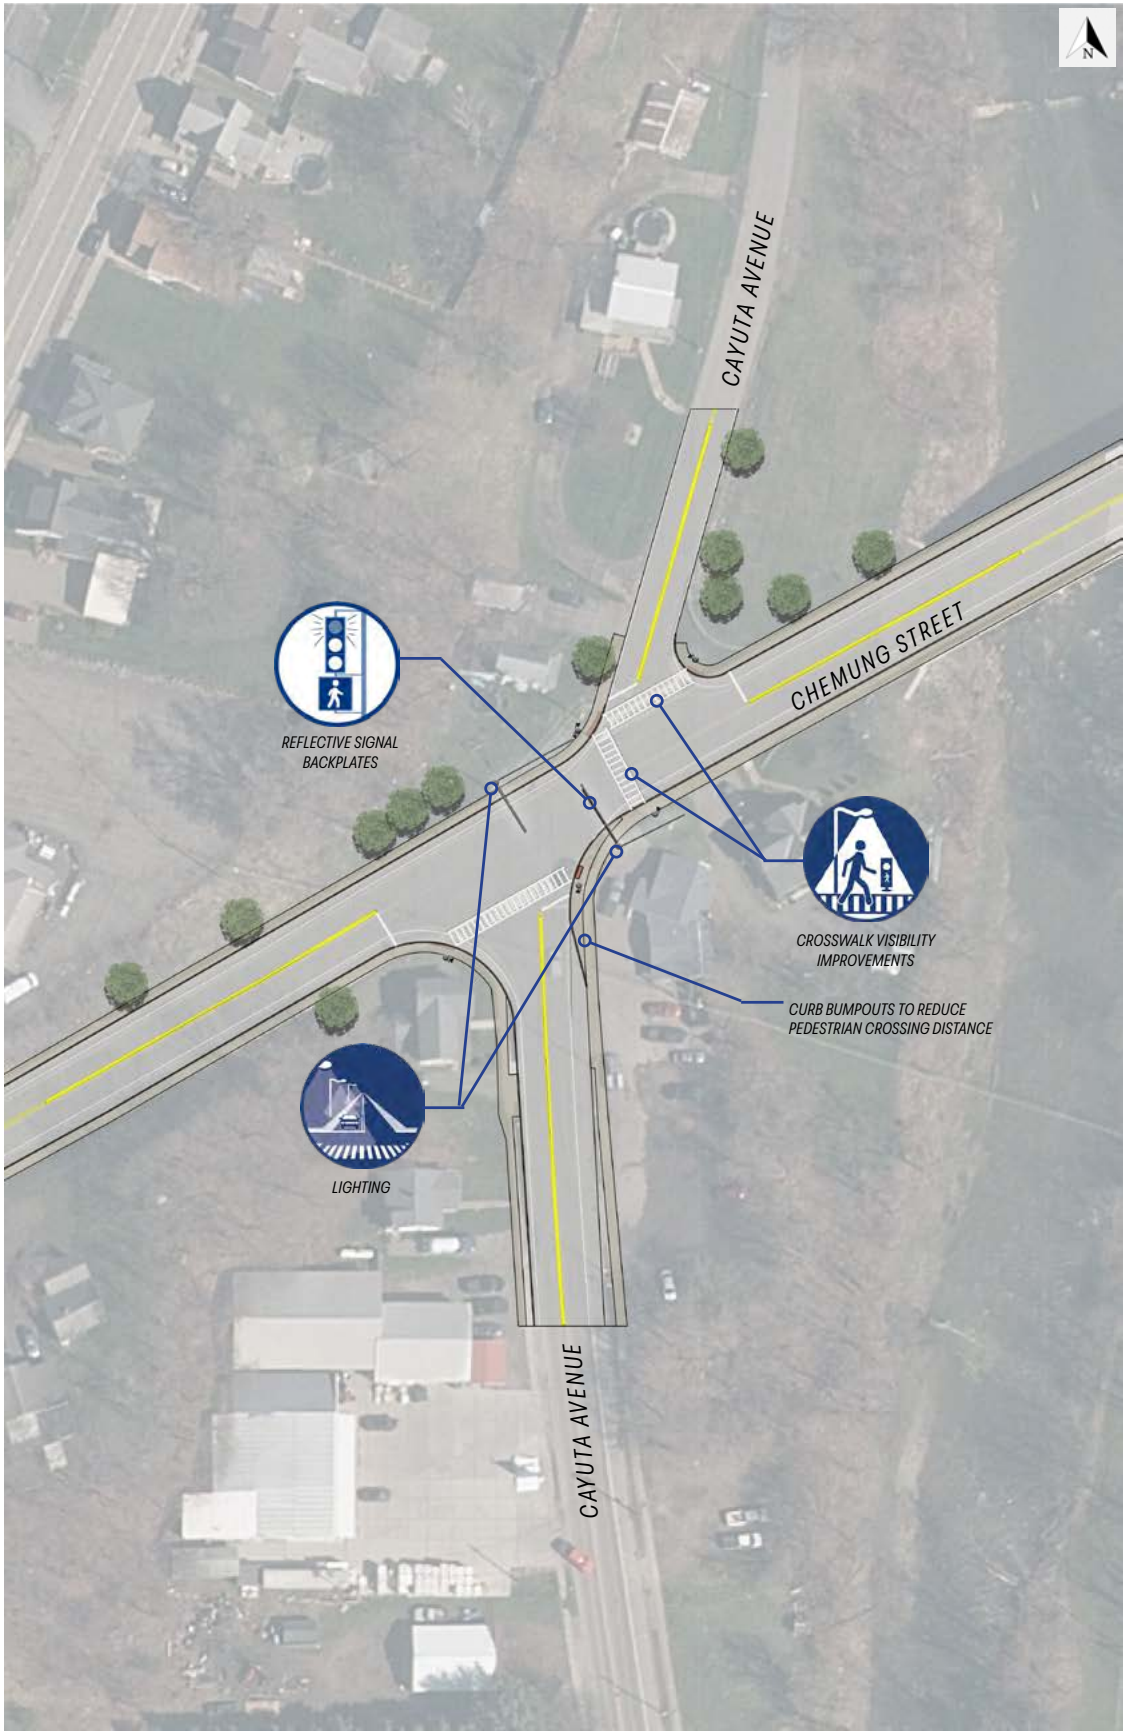 N
CAYUTA AVENUE
CHEMUNG STREET
REFLECTIVE SIGNAL
BACKPLATES
CROSSWALK VISIBILITY
IMPROVEMENTS
CURB BUMPOUTS TO REDUCE
PEDESTRIAN CROSSING DISTANCE
LIGHTING
CAYUTA AVENUE